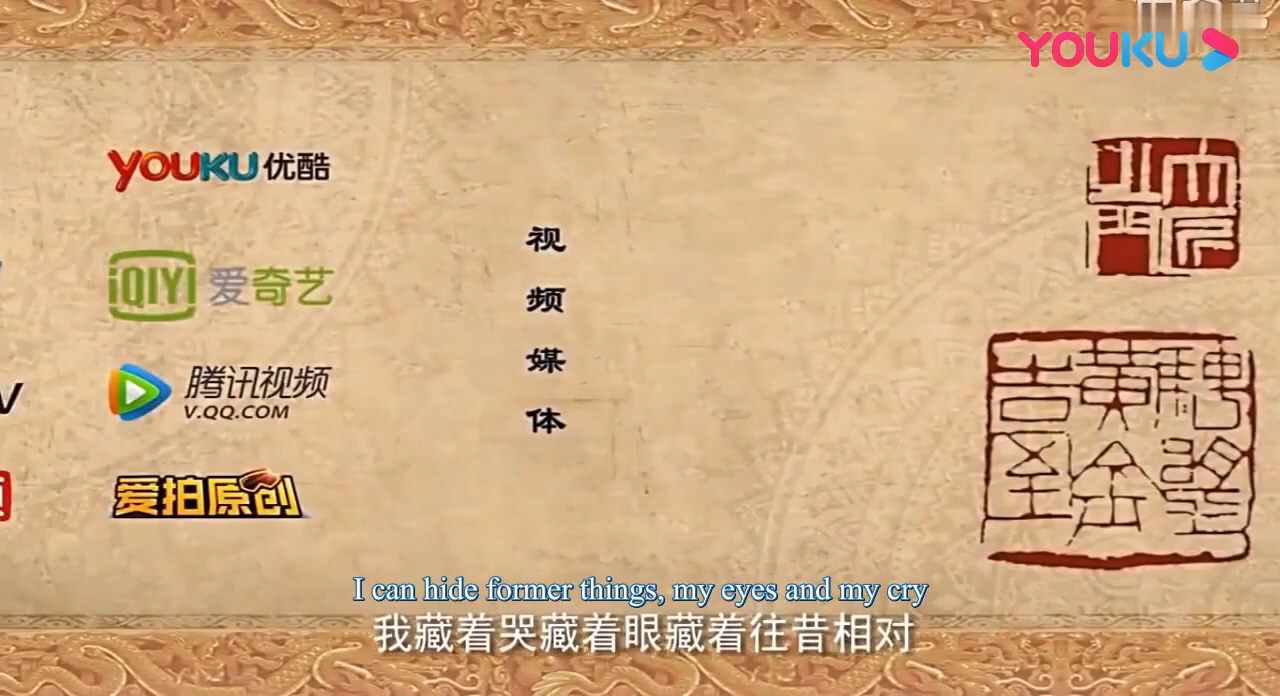 YOUKU
YOUKU 优酷
iQIYI 爱奇艺
腾讯视频
V.QQ.COM
爱拍原创
视
频
媒
体
I can hide former things, my eyes and my cry
我藏着哭藏着眼藏着往昔相对